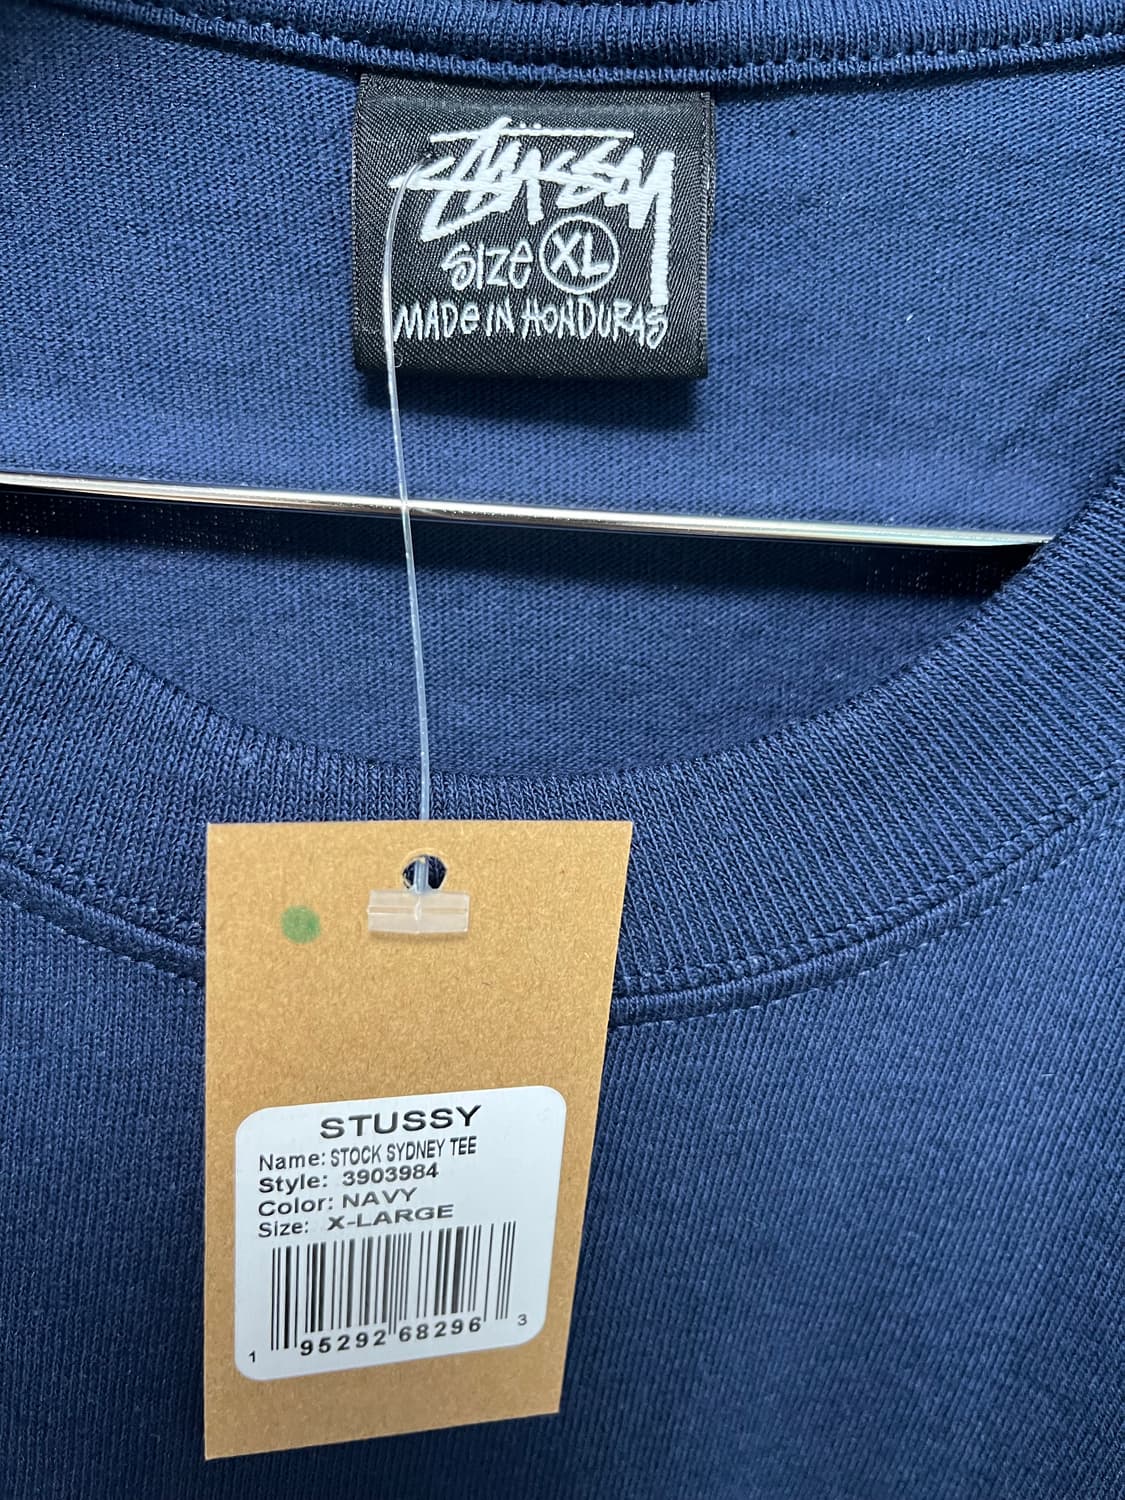 Stüssy
SIZE XL
MADE IN HONDURAS
STUSSY
Name: STOCK SYDNEY TEE
Style: 3903984
Color: NAVY
Size: X-LARGE
1 95292 68296 3